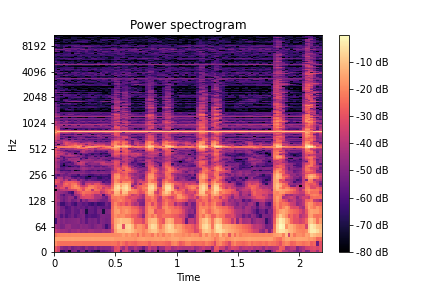 Power spectrogram
8192
4096
2048
1024
512
256
128
64
0
Hz
0
0.5
1
1.5
2
Time
-10 dB
-20 dB
-30 dB
-40 dB
-50 dB
-60 dB
-70 dB
-80 dB